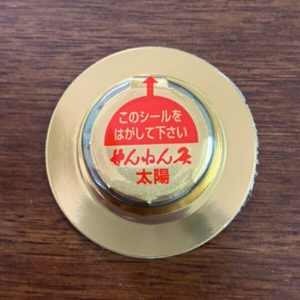 このシールを
はがして下さい
せんねん灸
太陽